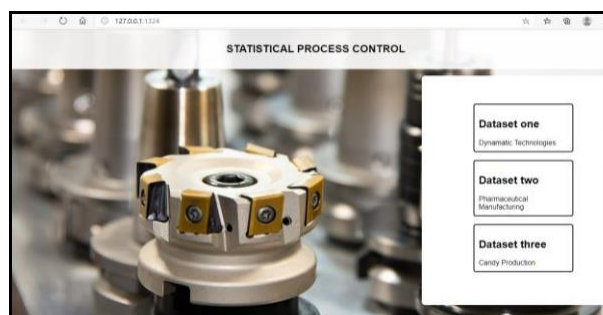 127.0.0.1:1324
STATISTICAL PROCESS CONTROL
Dataset one
Dynamatic Technologies
Dataset two
Pharmaceutical
Manufacturing
Dataset three
Candy Production